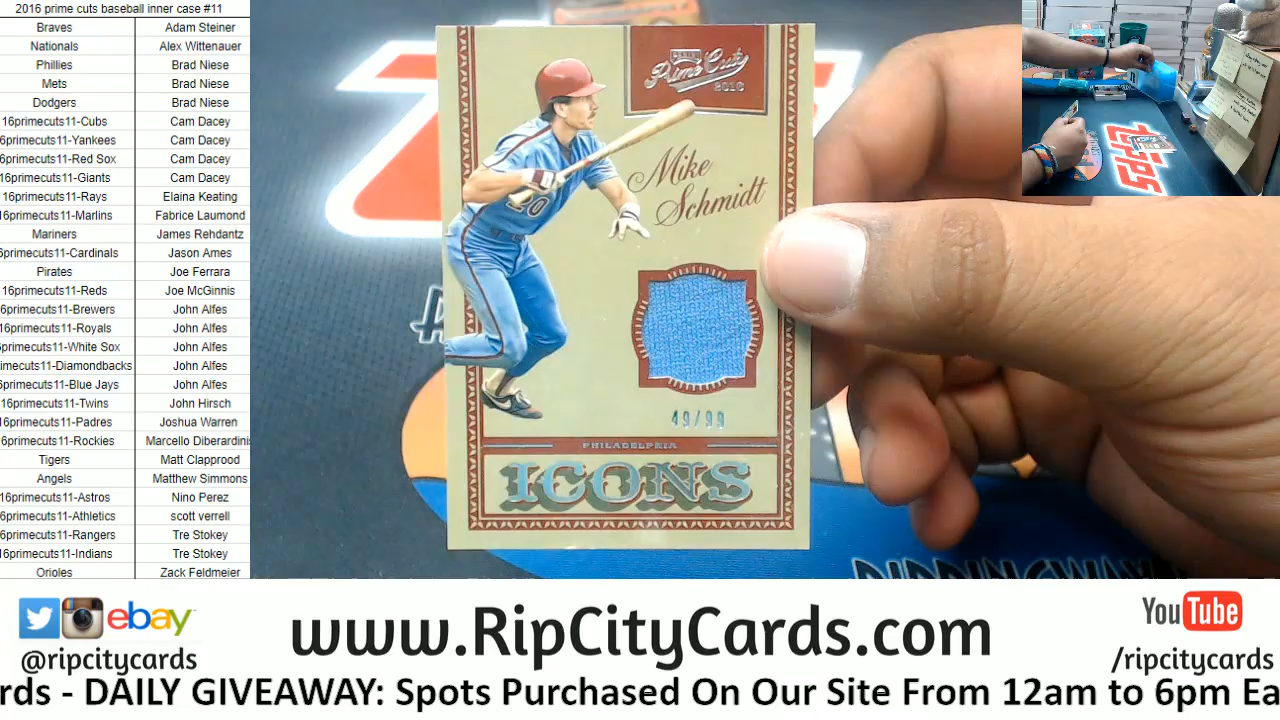 2016 prime cuts baseball inner case #11
Braves Adam Steiner
Nationals Alex Wittenauer
Phillies Brad Niese
Mets Brad Niese
Dodgers Brad Niese
16primecuts11-Cubs Cam Dacey
6primecuts11-Yankees Cam Dacey
6primecuts11-Red Sox Cam Dacey
16primecuts11-GIants Cam Dacey
16primecuts11-Rays Elaina Keating
16primecuts11-Marlins Fabrice Laumond
Mariners James Rehdantz
6primecuts11-Cardinals Jason Ames
Pirates Joe Ferrara
16primecuts11-Reds Joe McGinnis
6primecuts11-Brewers John Alfes
16primecuts11-Royals John Alfes
primecuts11-White Sox John Alfes
imecuts11-Diamondbacks John Alfes
6primecuts11-Blue Jays John Alfes
16primecuts11-Twins John Hirsch
16primecuts11-Padres Joshua Warren
6primecuts11-Rockies Marcello Diberardinis
Tigers Matt Clapprood
Angels Matthew Simmons
16primecuts11-Astros Nino Perez
6primecuts11-Athletics scott verrell
6primecuts11-Rangers Tre Stokey
16primecuts11-Indians Tre Stokey
Orioles Zack Feldmeier
PANINI
Prime Cuts
2016
Mike
Schmidt
20
49/99
PHILADELPHIA
ICONS
TOPPS
ebay
@ripcitycards
www.RipCityCards.com
YouTube
/ripcitycards
rds - DAILY GIVEAWAY: Spots Purchased On Our Site From 12am to 6pm Ea